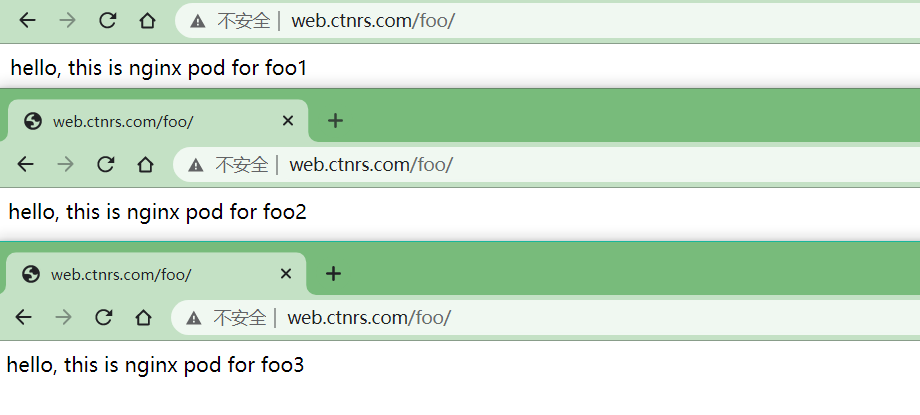 不安全 | web.ctnrs.com/foo/
hello, this is nginx pod for foo1
web.ctnrs.com/foo/
不安全 | web.ctnrs.com/foo/
hello, this is nginx pod for foo2
web.ctnrs.com/foo/
不安全 | web.ctnrs.com/foo/
hello, this is nginx pod for foo3